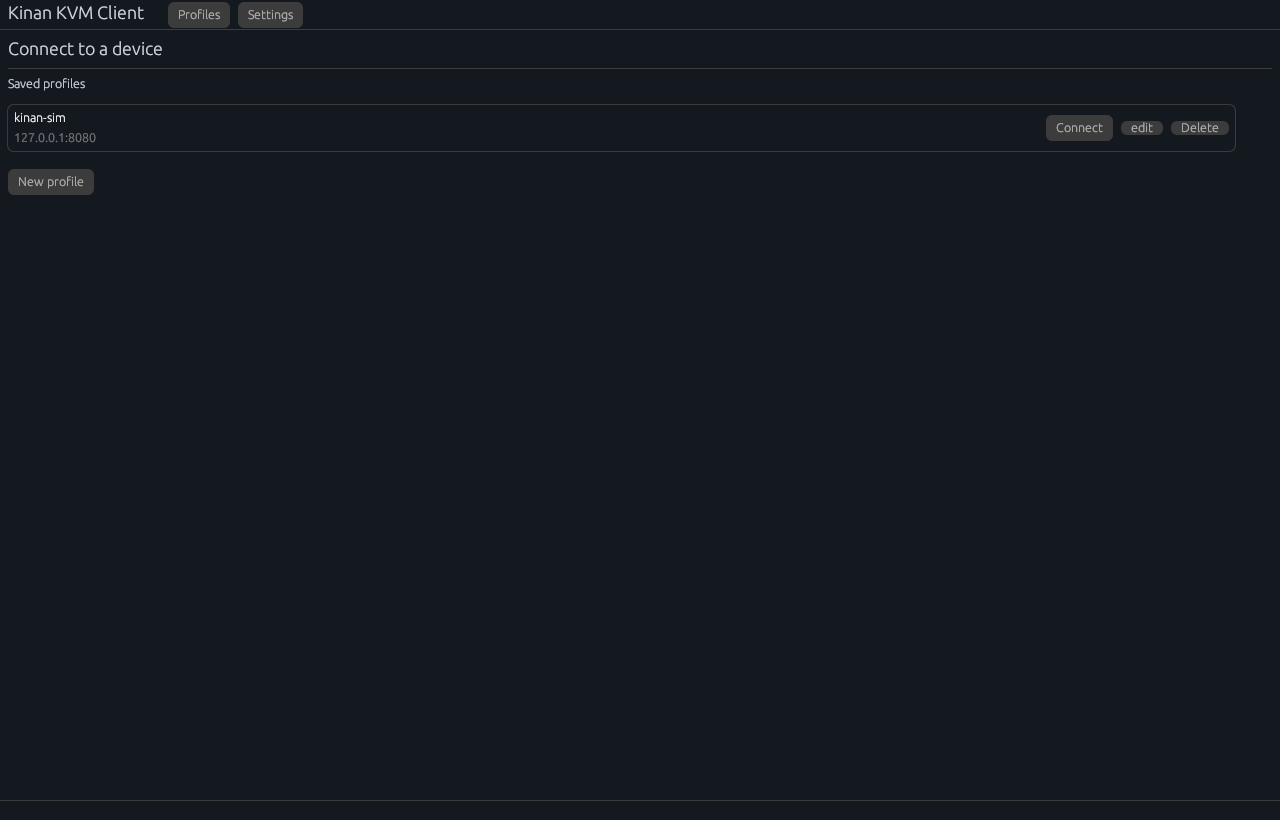 Kinan KVM Client Profiles Settings
Connect to a device
Saved profiles
kinan-sim
127.0.0.1:8080
Connect edit Delete
New profile